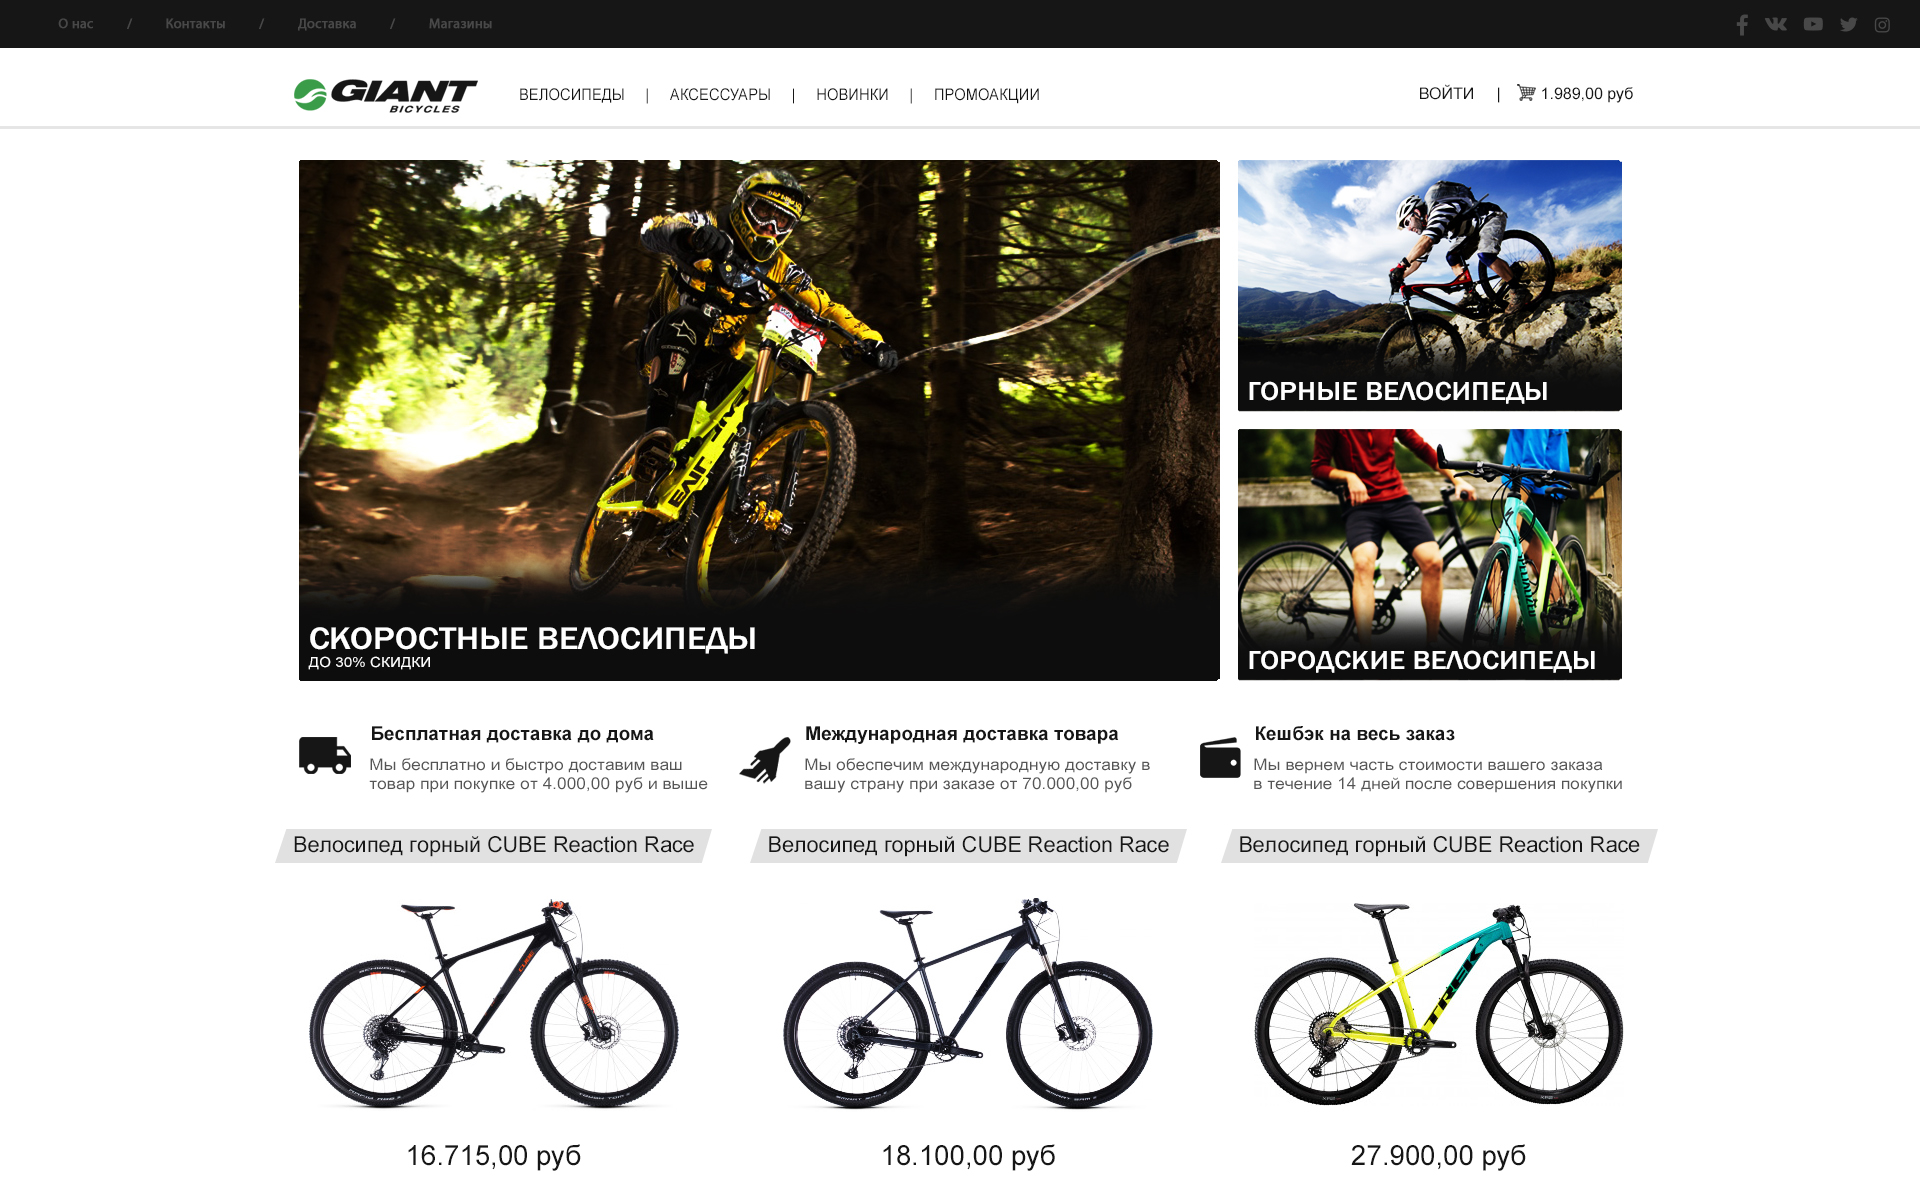 О нас / Контакты / Доставка / Магазины
GIANT
BICYCLES
ВЕЛОСИПЕДЫ | АКСЕССУАРЫ | НОВИНКИ | ПРОМОАКЦИИ
ВОЙТИ | 1.989,00 руб
СКОРОСТНЫЕ ВЕЛОСИПЕДЫ
ДО 30% СКИДКИ
ГОРНЫЕ ВЕЛОСИПЕДЫ
ГОРОДСКИЕ ВЕЛОСИПЕДЫ
Бесплатная доставка до дома
Мы бесплатно и быстро доставим ваш
товар при покупке от 4.000,00 руб и выше
Международная доставка товара
Мы обеспечим международную доставку в
вашу страну при заказе от 70.000,00 руб
Кешбэк на весь заказ
Мы вернем часть стоимости вашего заказа
в течение 14 дней после совершения покупки
Велосипед горный CUBE Reaction Race
Велосипед горный CUBE Reaction Race
Велосипед горный CUBE Reaction Race
CUBE
TREK
16.715,00 руб
18.100,00 руб
27.900,00 руб